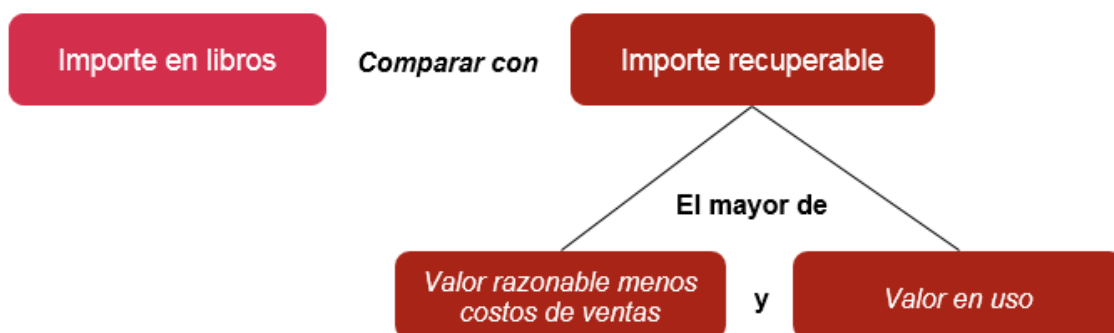 Importe en libros
Comparar con
Importe recuperable
El mayor de
Valor razonable menos
costos de ventas
y
Valor en uso